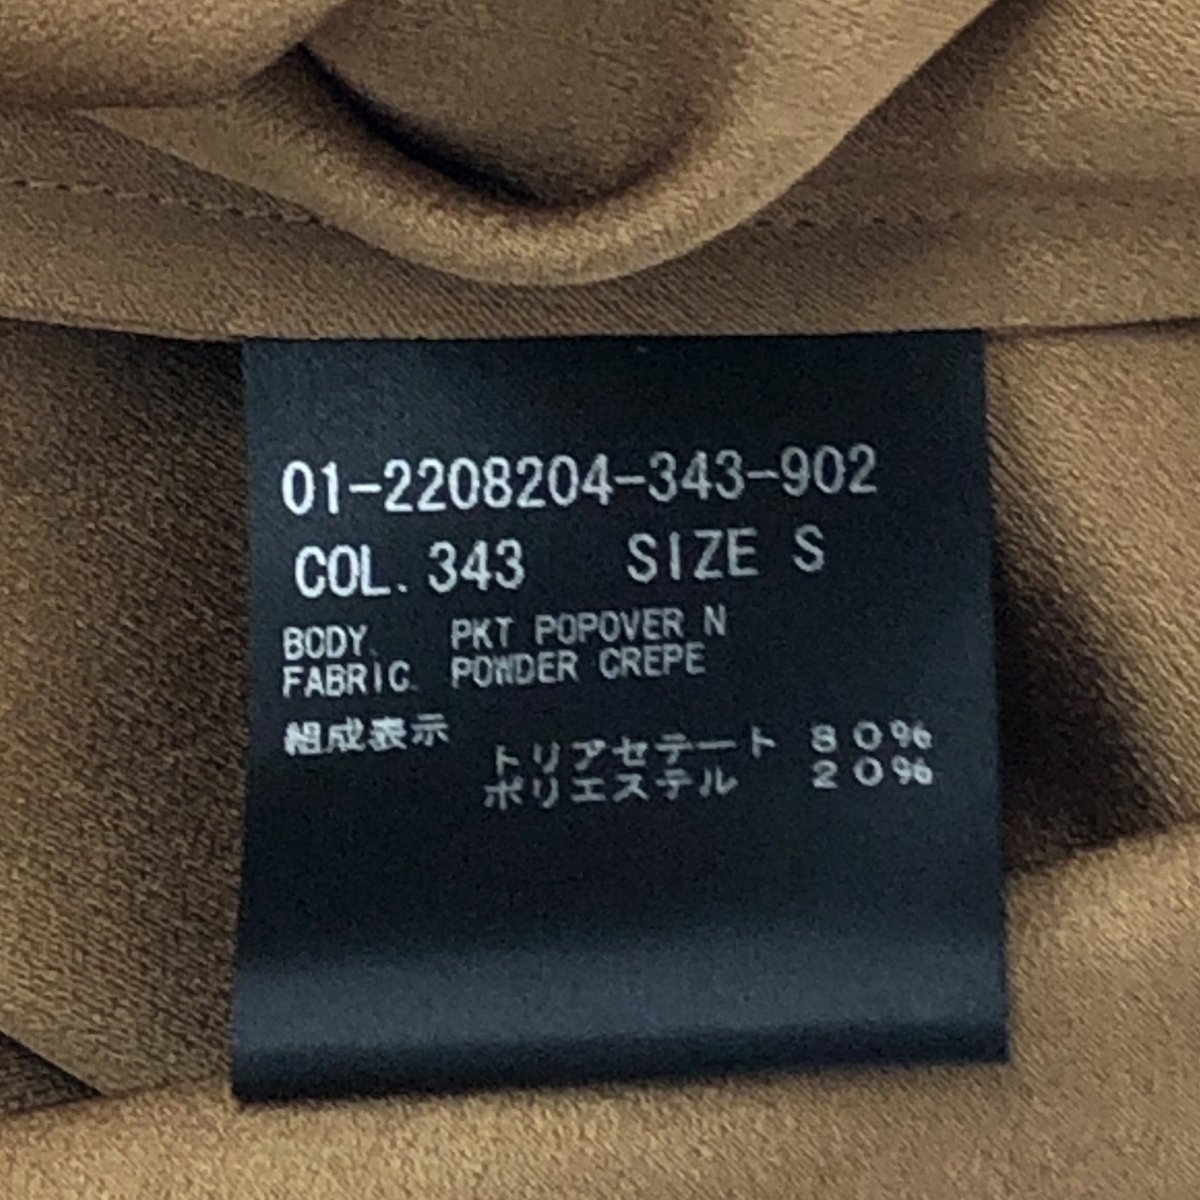 01-2208204-343-902
COL. 343 SIZE S
BODY. PKT POPOVER N
FABRIC. POWDER CREPE
組成表示
トリアセテート 80%
ポリエステル 20%